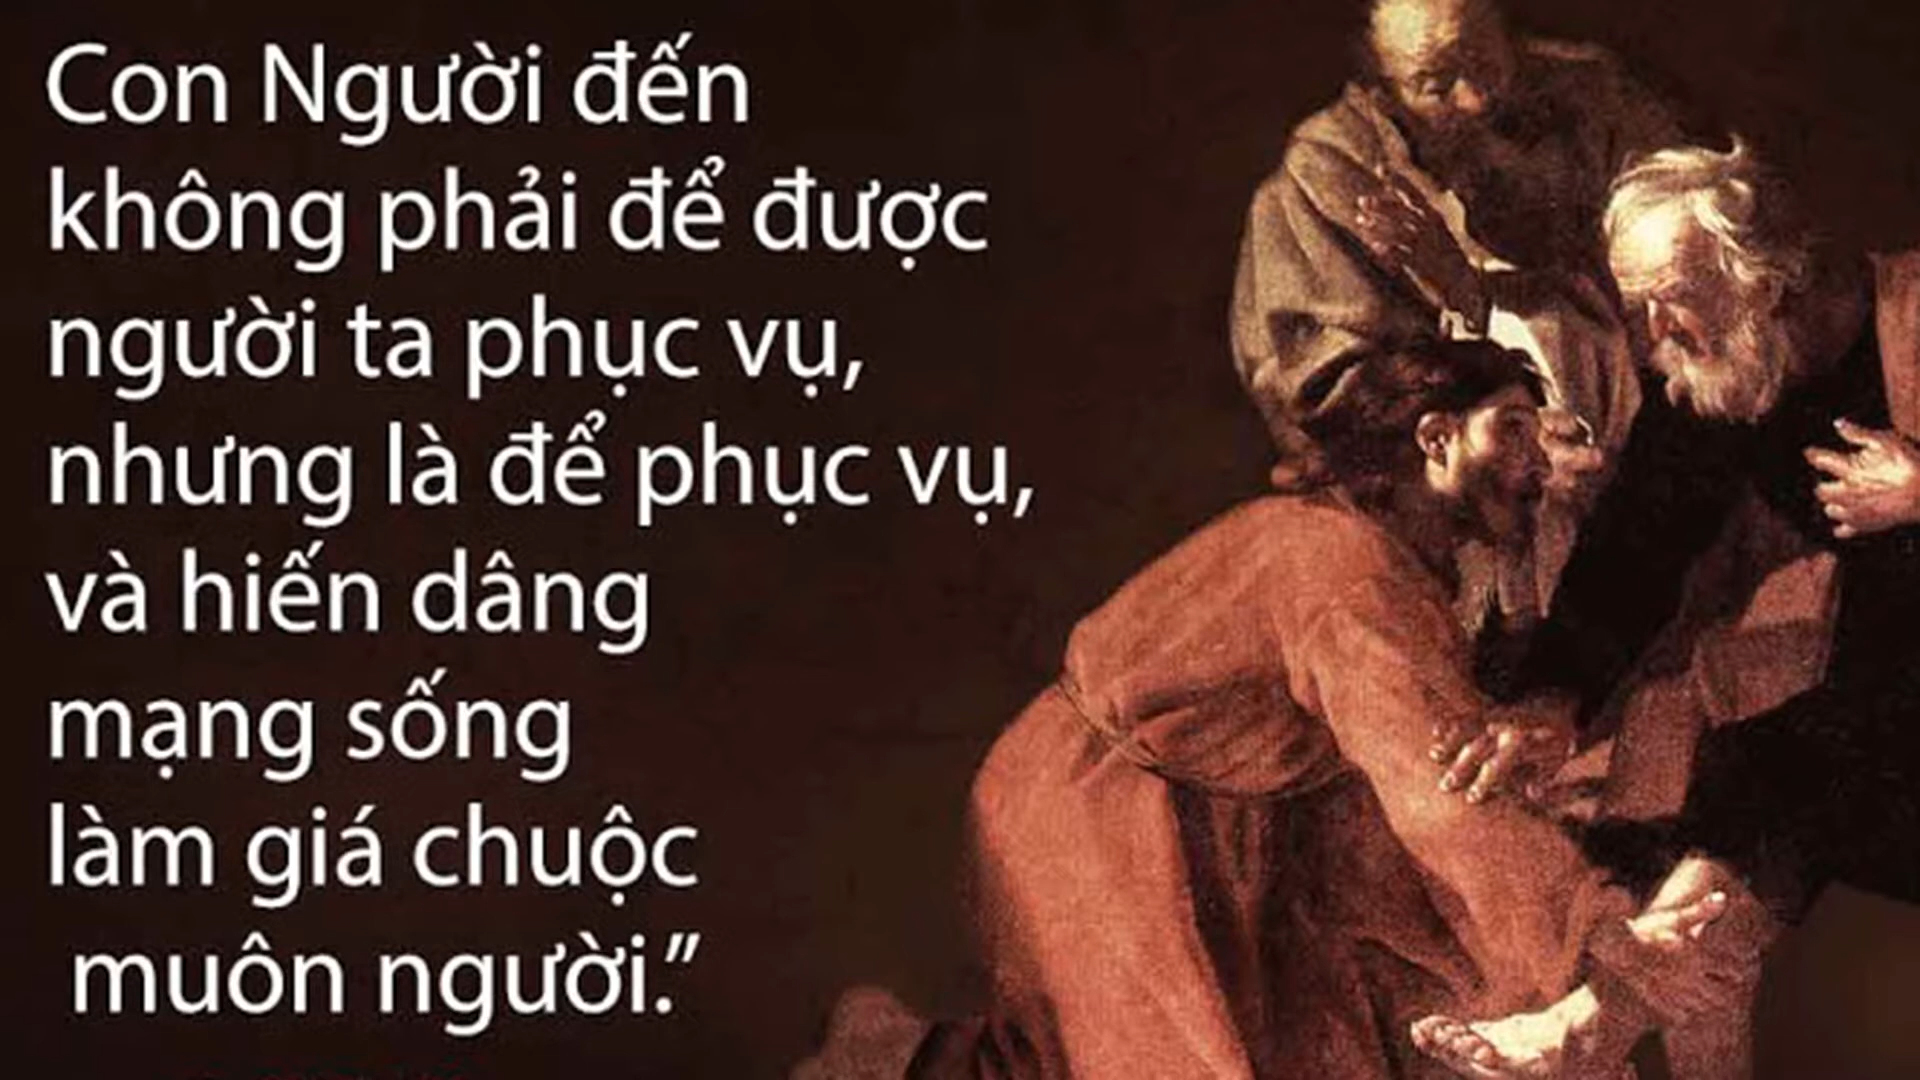 Con Người đến
không phải để được
người ta phục vụ,
nhưng là để phục vụ,
và hiến dâng
mạng sống
làm giá chuộc
muôn người.”